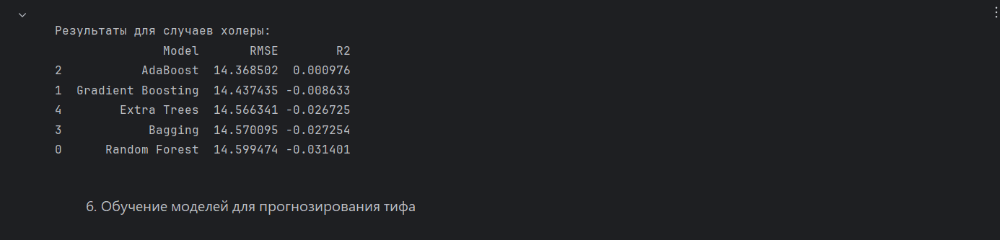 Результаты для случаев холеры:
Model RMSE R2
2 AdaBoost 14.368502 0.000976
1 Gradient Boosting 14.437435 -0.008633
4 Extra Trees 14.566341 -0.026725
3 Bagging 14.570095 -0.027254
0 Random Forest 14.599474 -0.031401
6. Обучение моделей для прогнозирования тифа